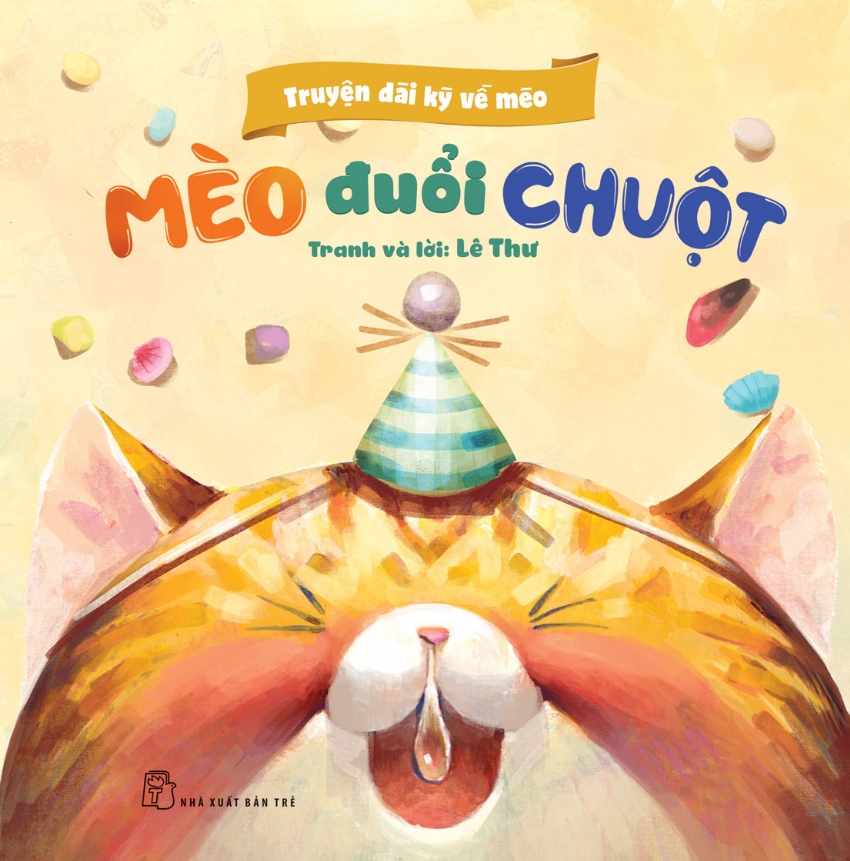 Truyện dài kỳ về mèo
MÈO đuổi CHUỘT
Tranh và lời: Lê Thư
T
NHÀ XUẤT BẢN TRẺ